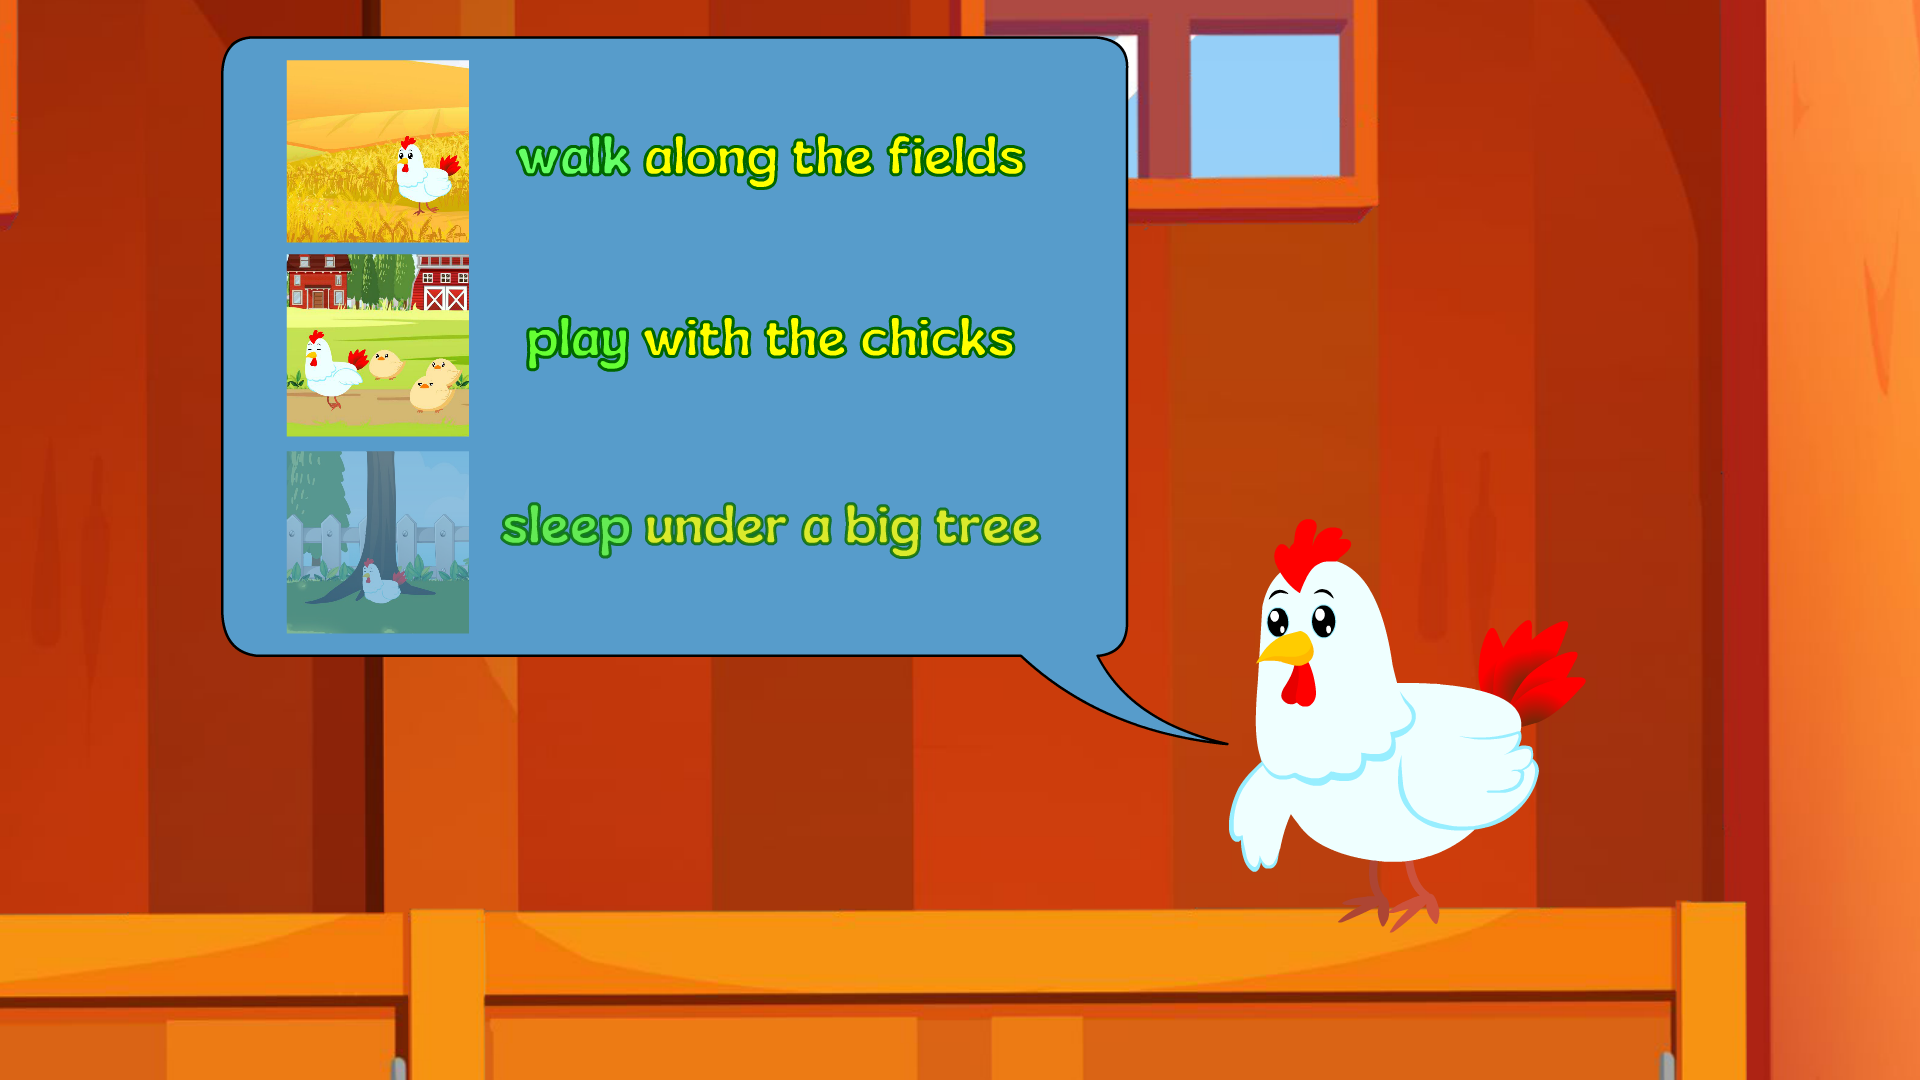 walk along the fields
play with the chicks
sleep under a big tree